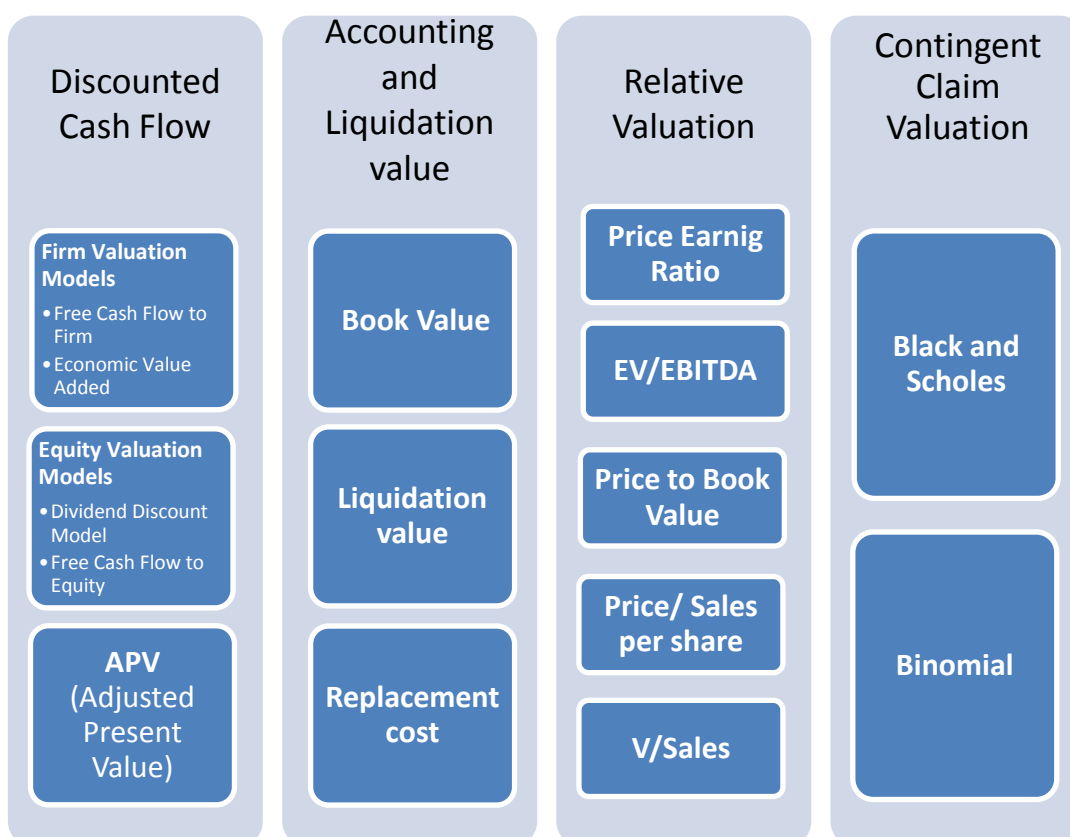 Discounted
Cash Flow
Firm Valuation
Models
•Free Cash Flow to
Firm
•Economic Value
Added
Equity Valuation
Models
•Dividend Discount
Model
•Free Cash Flow to
Equity
APV
(Adjusted
Present
Value)
Accounting
and
Liquidation
value
Book Value
Liquidation
value
Replacement
cost
Relative
Valuation
Price Earnig
Ratio
EV/EBITDA
Price to Book
Value
Price/ Sales
per share
V/Sales
Contingent
Claim
Valuation
Black and
Scholes
Binomial